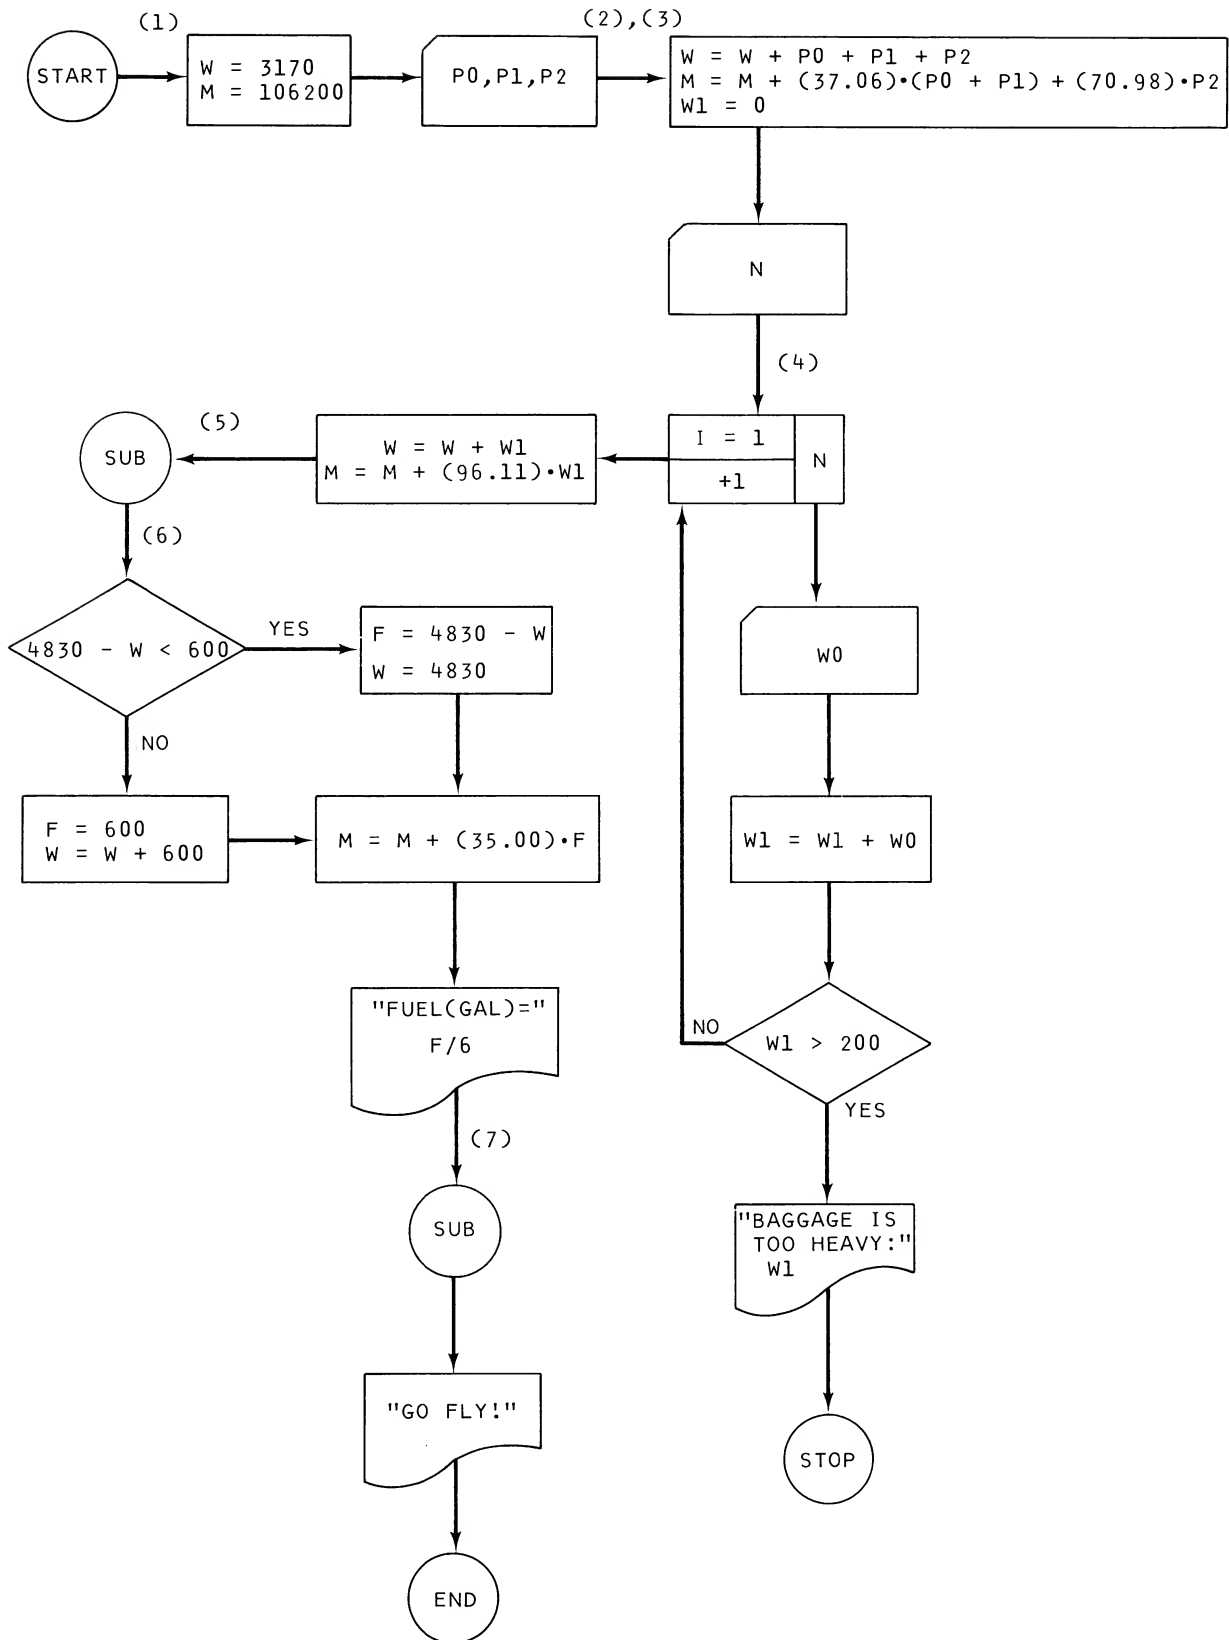 (1)
(2),(3)
START
W = 3170
M = 106200
P0,P1,P2
W = W + P0 + P1 + P2
M = M + (37.06)·(P0 + P1) + (70.98)·P2
W1 = 0
N
(4)
I = 1
+1
N
W = W + W1
M = M + (96.11)·W1
(5)
SUB
(6)
4830 - W < 600
YES
F = 4830 - W
W = 4830
NO
F = 600
W = W + 600
M = M + (35.00)·F
"FUEL(GAL)="
F/6
(7)
SUB
"GO FLY!"
END
W0
W1 = W1 + W0
W1 > 200
NO
YES
"BAGGAGE IS
TOO HEAVY:"
W1
STOP